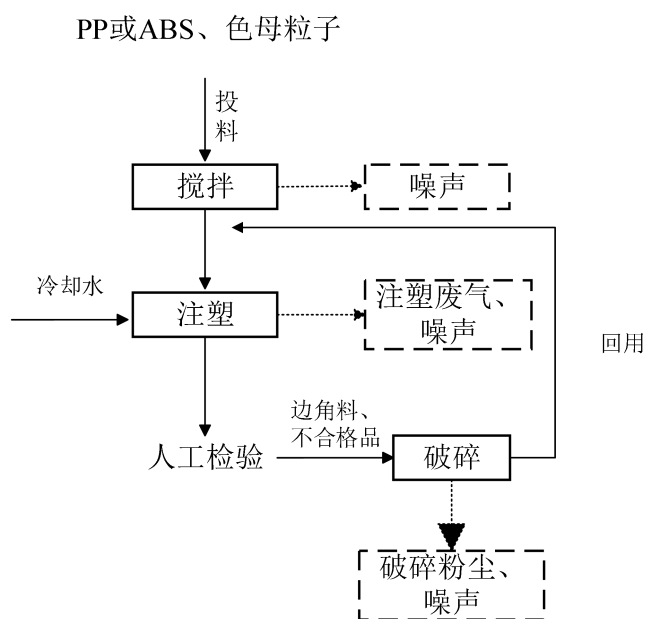 PP或ABS、色母粒子
投
料
搅拌
噪声
冷却水
注塑
注塑废气、
噪声
回用
边角料、
不合格品
人工检验
破碎
破碎粉尘、
噪声